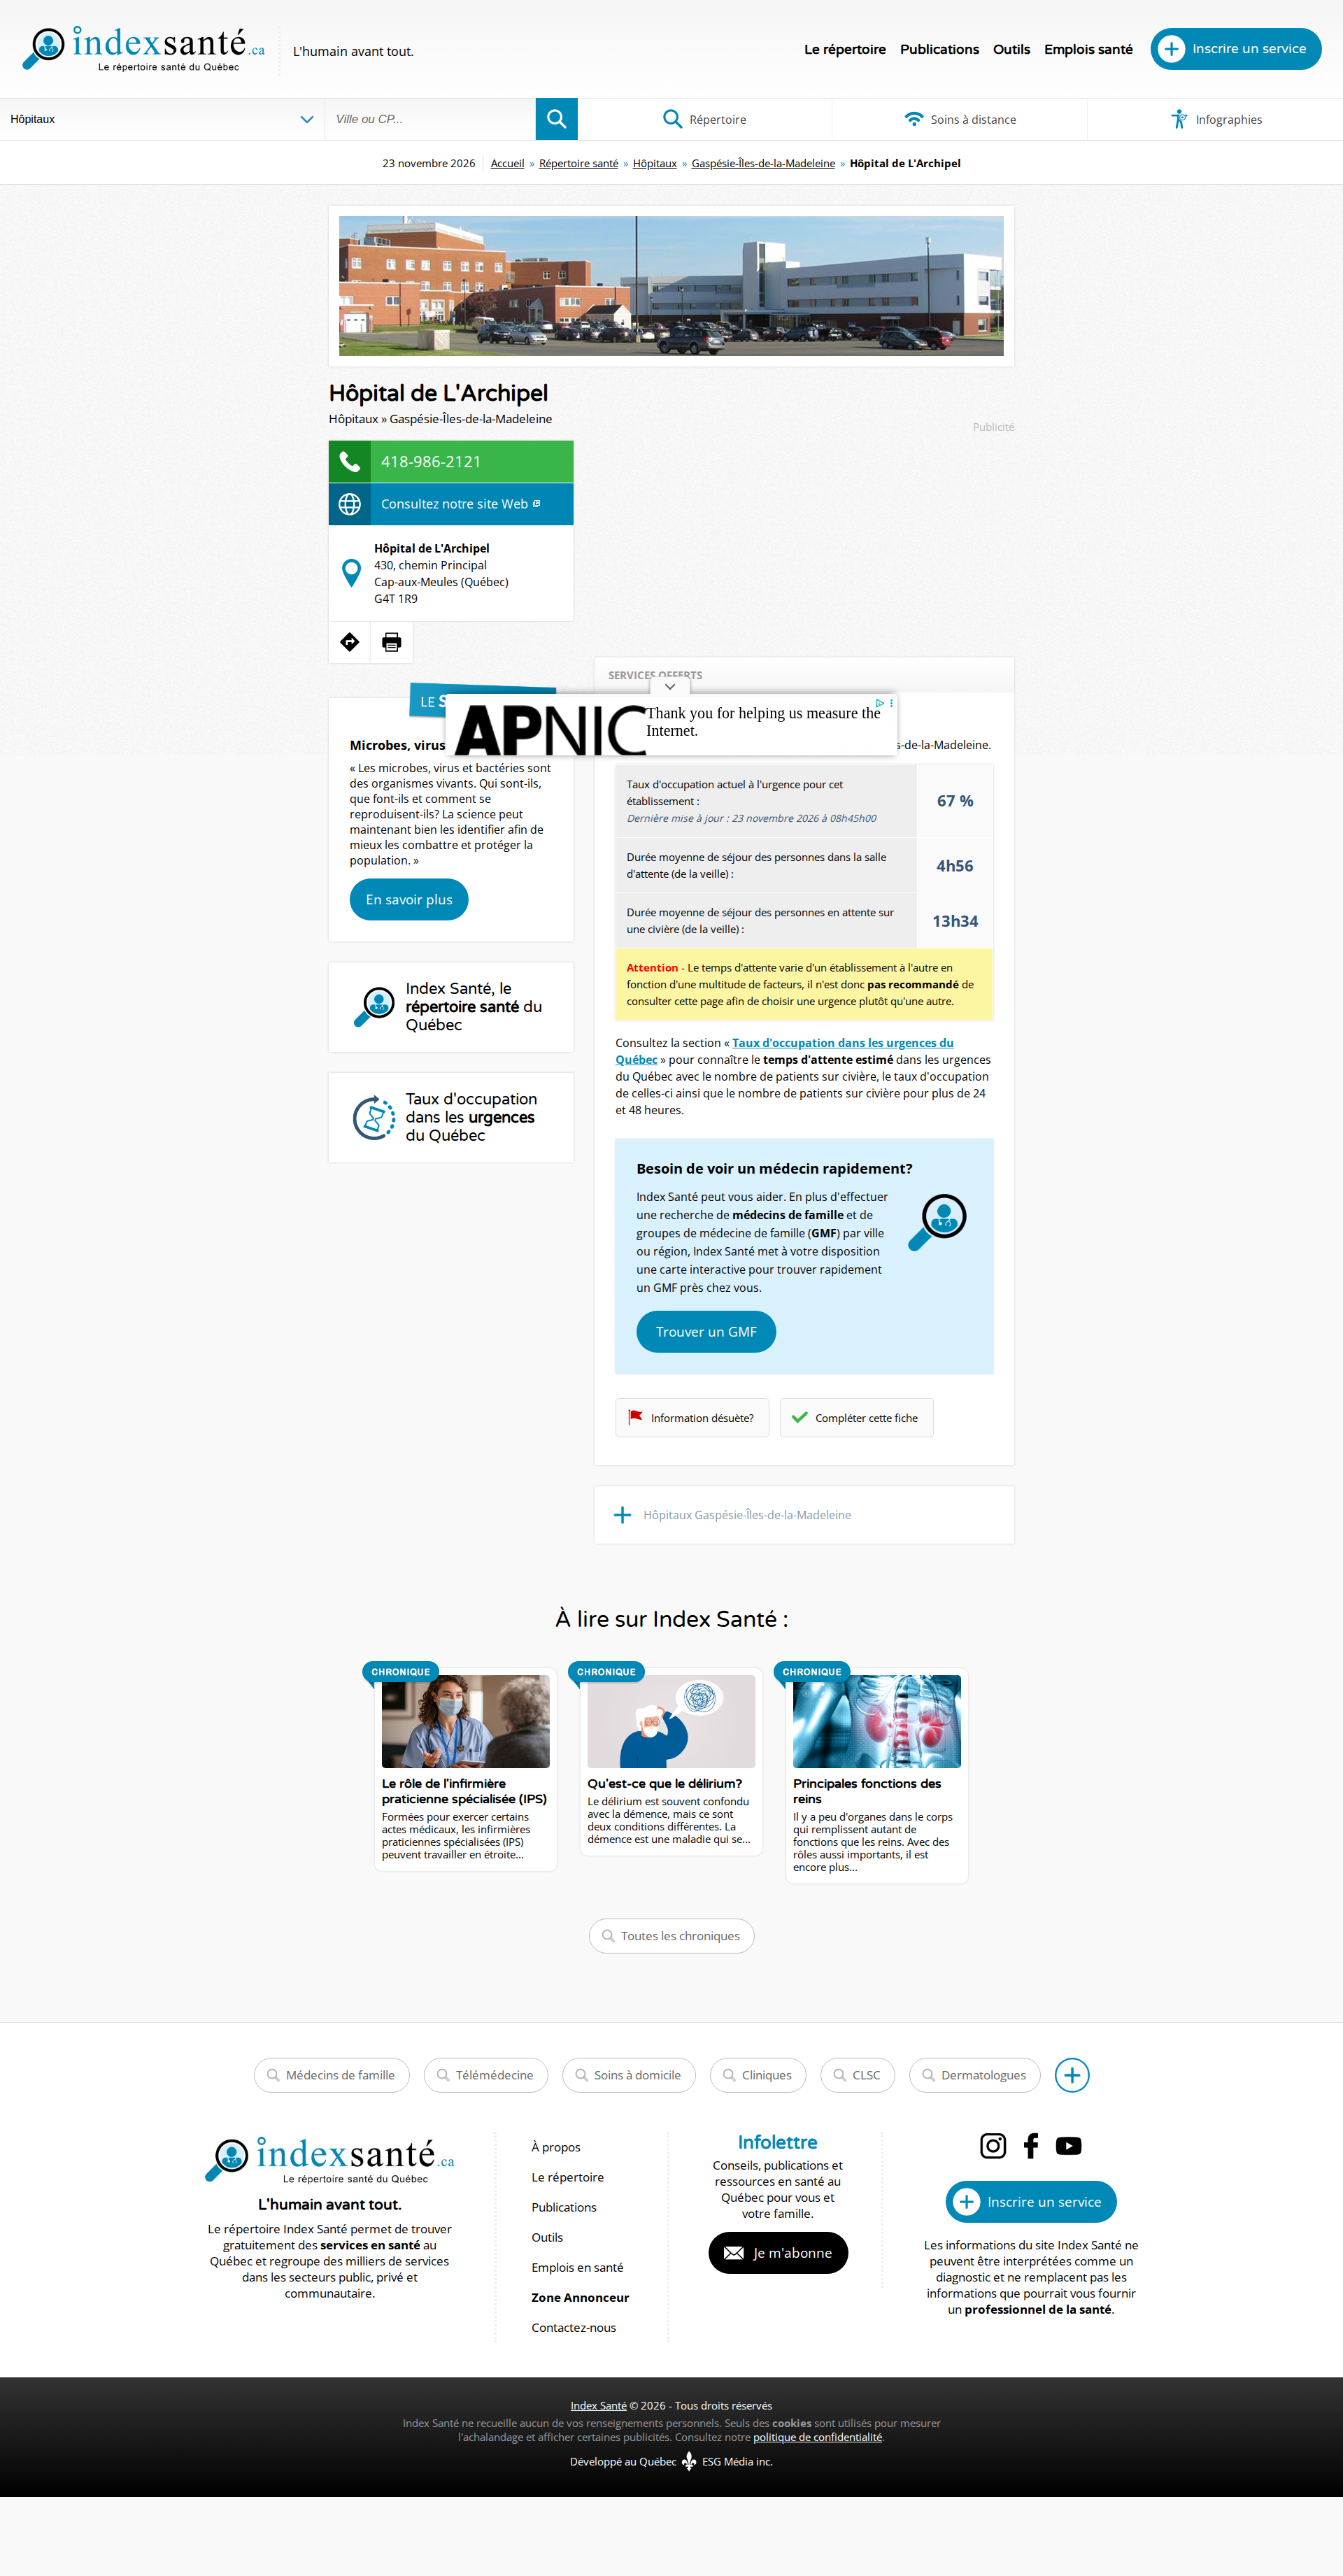 indexsanté.ca
Le répertoire santé du Québec
L'humain avant tout.
Le répertoire
Publications
Outils
Emplois santé
Inscrire un service
Hôpitaux
Ville ou CP...
Répertoire
Soins à distance
Infographies
23 novembre 2026
Accueil » Répertoire santé » Hôpitaux » Gaspésie-Îles-de-la-Madeleine » Hôpital de L'Archipel
Hôpital de L'Archipel
Hôpitaux » Gaspésie-Îles-de-la-Madeleine
Publicité
418-986-2121
Consultez notre site Web
Hôpital de L'Archipel
430, chemin Principal
Cap-aux-Meules (Québec)
G4T 1R9
LE
Microbes, virus
« Les microbes, virus et bactéries sont
des organismes vivants. Qui sont-ils,
que font-ils et comment se
reproduisent-ils? La science peut
maintenant bien les identifier afin de
mieux les combattre et protéger la
population. »
En savoir plus
Index Santé, le
répertoire santé du
Québec
Taux d'occupation
dans les urgences
du Québec
SERVICES OFFERTS
APNIC
Thank you for helping us measure the
Internet.
s-de-la-Madeleine.
Taux d'occupation actuel à l'urgence pour cet
établissement :
Dernière mise à jour : 23 novembre 2026 à 08h45h00
67 %
Durée moyenne de séjour des personnes dans la salle
d'attente (de la veille) :
4h56
Durée moyenne de séjour des personnes en attente sur
une civière (de la veille) :
13h34
Attention - Le temps d'attente varie d'un établissement à l'autre en
fonction d'une multitude de facteurs, il n'est donc pas recommandé de
consulter cette page afin de choisir une urgence plutôt qu'une autre.
Consultez la section « Taux d'occupation dans les urgences du
Québec » pour connaître le temps d'attente estimé dans les urgences
du Québec avec le nombre de patients sur civière, le taux d'occupation
de celles-ci ainsi que le nombre de patients sur civière pour plus de 24
et 48 heures.
Besoin de voir un médecin rapidement?
Index Santé peut vous aider. En plus d'effectuer
une recherche de médecins de famille et de
groupes de médecine de famille (GMF) par ville
ou région, Index Santé met à votre disposition
une carte interactive pour trouver rapidement
un GMF près chez vous.
Trouver un GMF
Information désuète?
Compléter cette fiche
Hôpitaux Gaspésie-Îles-de-la-Madeleine
À lire sur Index Santé :
CHRONIQUE
Le rôle de l'infirmière
praticienne spécialisée (IPS)
Formées pour exercer certains
actes médicaux, les infirmières
praticiennes spécialisées (IPS)
peuvent travailler en étroite...
CHRONIQUE
Qu'est-ce que le délirium?
Le délirium est souvent confondu
avec la démence, mais ce sont
deux conditions différentes. La
démence est une maladie qui se...
CHRONIQUE
Principales fonctions des
reins
Il y a peu d'organes dans le corps
qui remplissent autant de
fonctions que les reins. Avec des
rôles aussi importants, il est
encore plus...
Toutes les chroniques
Médecins de famille
Télémédecine
Soins à domicile
Cliniques
CLSC
Dermatologues
indexsanté.ca
Le répertoire santé du Québec
L'humain avant tout.
Le répertoire Index Santé permet de trouver
gratuitement des services en santé au
Québec et regroupe des milliers de services
dans les secteurs public, privé et
communautaire.
À propos
Le répertoire
Publications
Outils
Emplois en santé
Zone Annonceur
Contactez-nous
Infolettre
Conseils, publications et
ressources en santé au
Québec pour vous et
votre famille.
Je m'abonne
Inscrire un service
Les informations du site Index Santé ne
peuvent être interprétées comme un
diagnostic et ne remplacent pas les
informations que pourrait vous fournir
un professionnel de la santé.
Index Santé © 2026 - Tous droits réservés
Index Santé ne recueille aucun de vos renseignements personnels. Seuls des cookies sont utilisés pour mesurer
l'achalandage et afficher certaines publicités. Consultez notre politique de confidentialité.
Développé au Québec ESG Média inc.